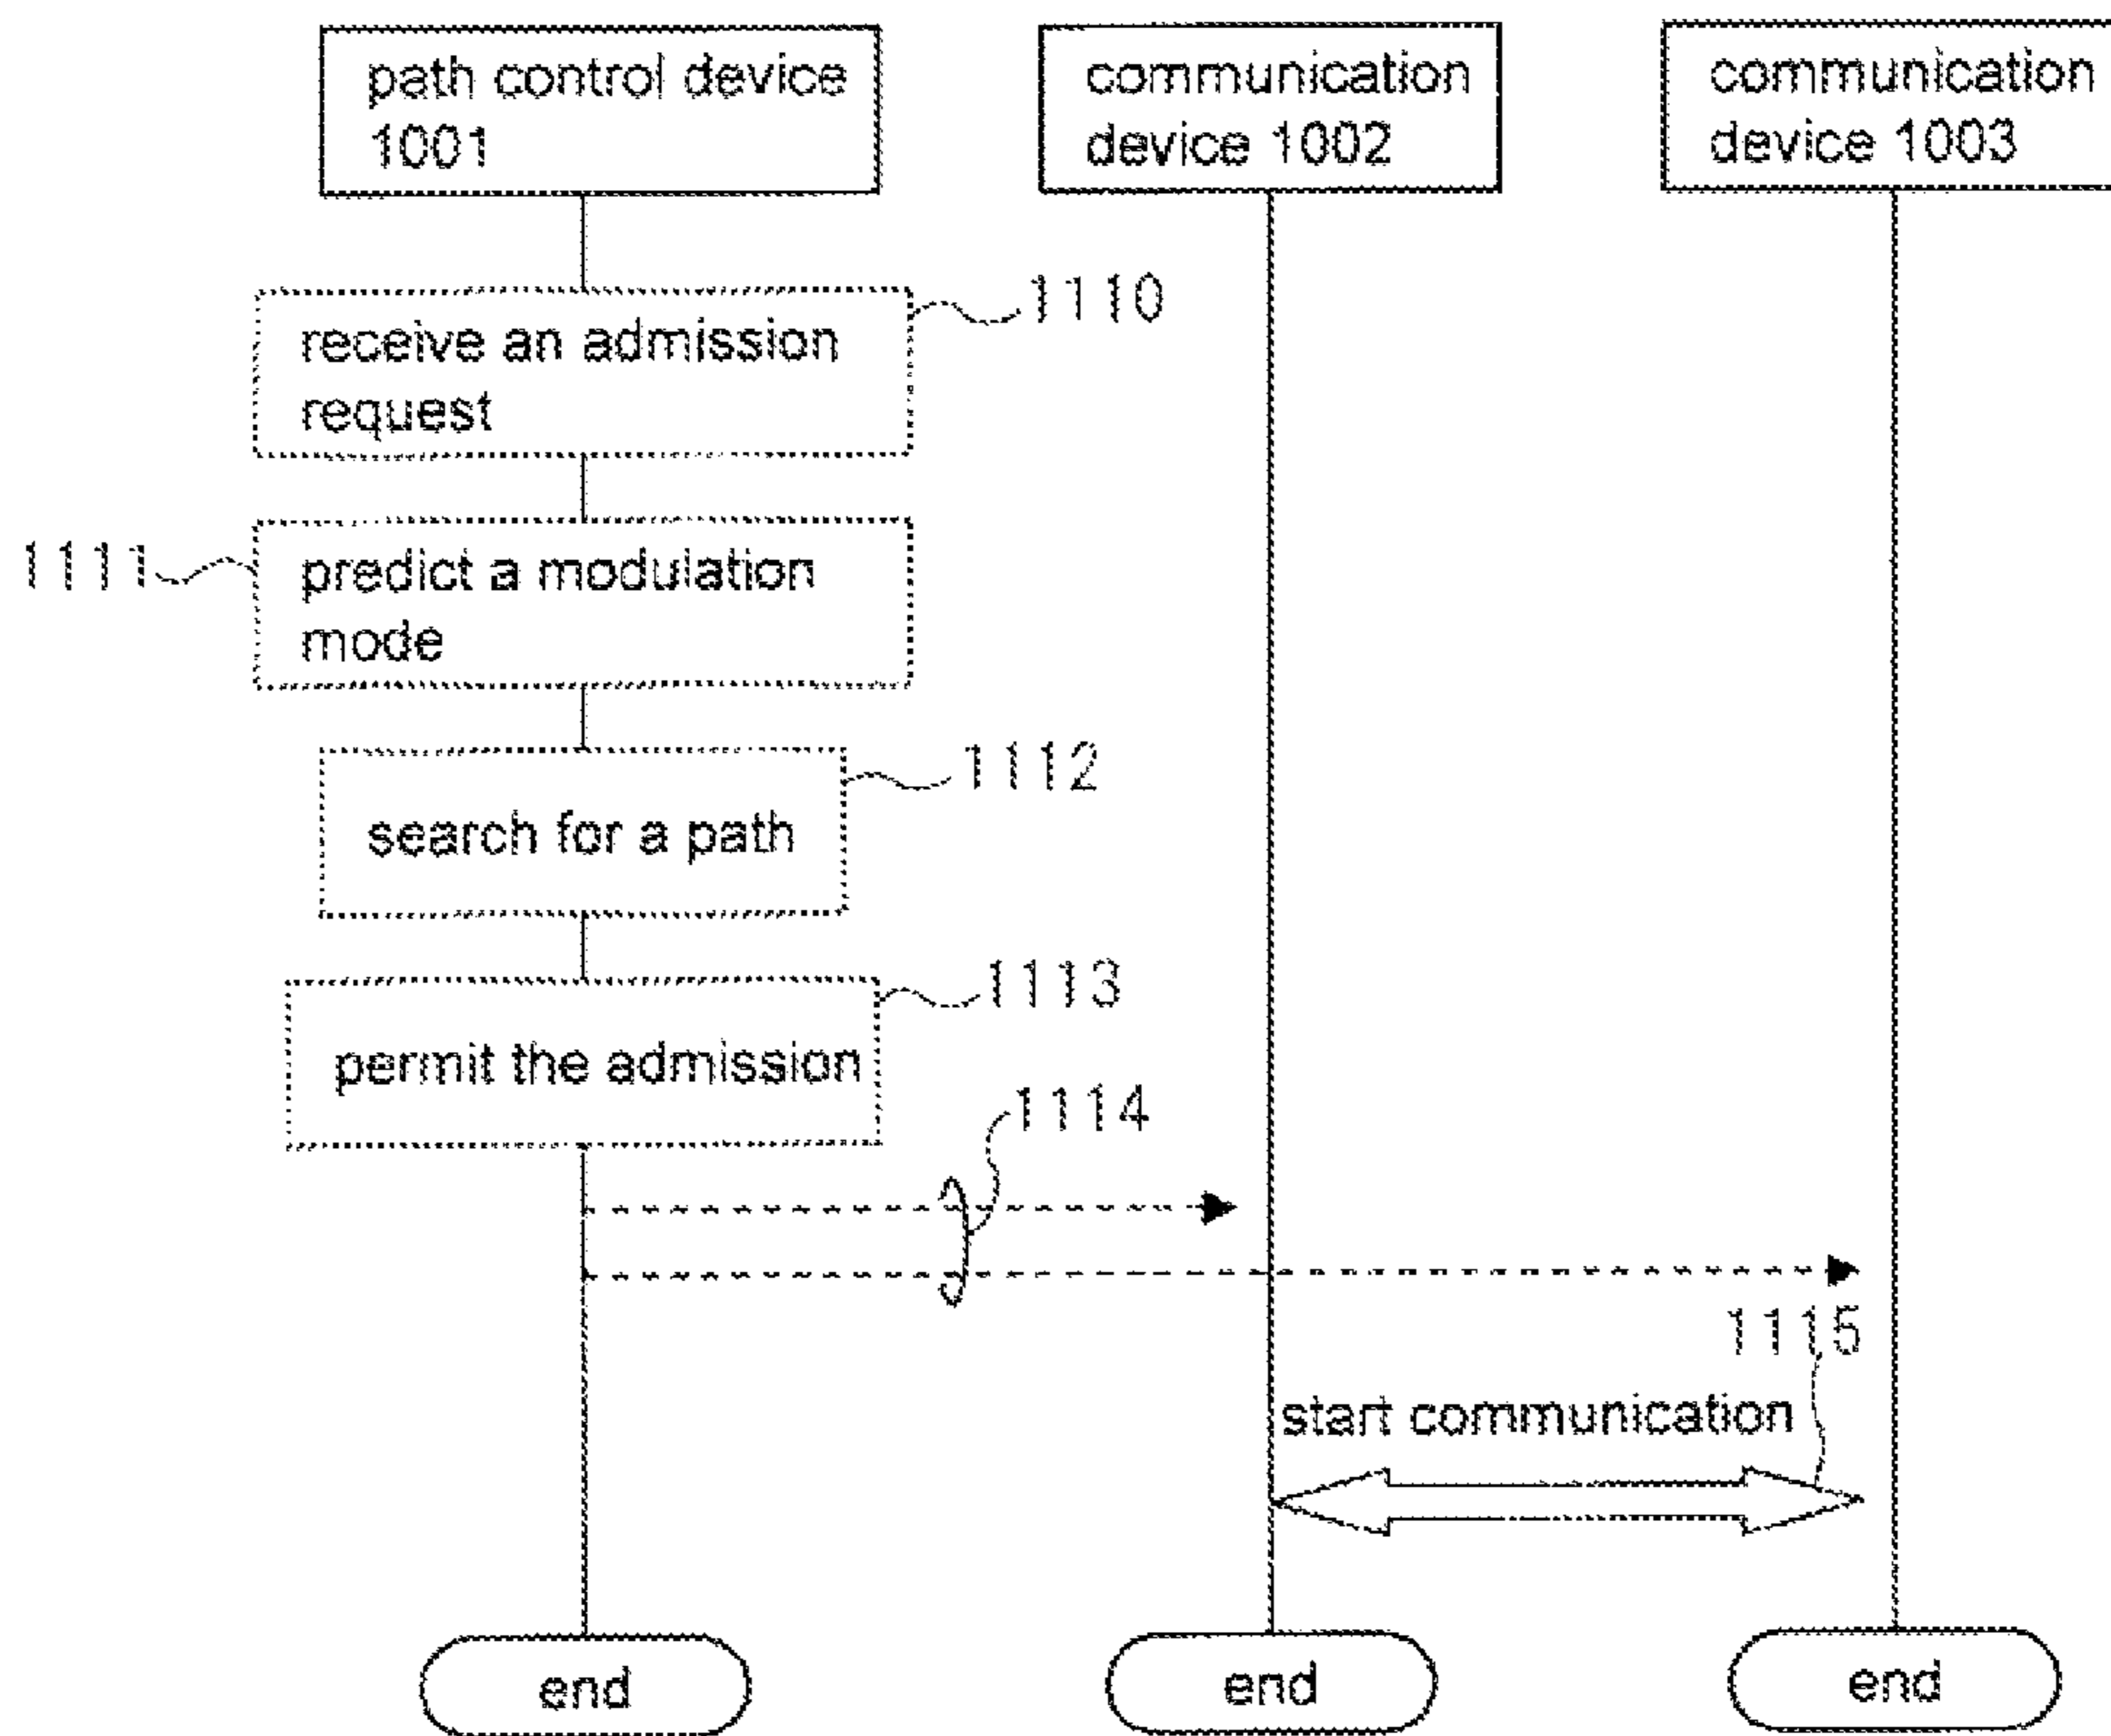 path control device
1001
communication
device 1002
communication
device 1003
1110
receive an admission
request
1111
predict a modulation
mode
1112
search for a path
1113
permit the admission
1114
1115
start communication
end
end
end